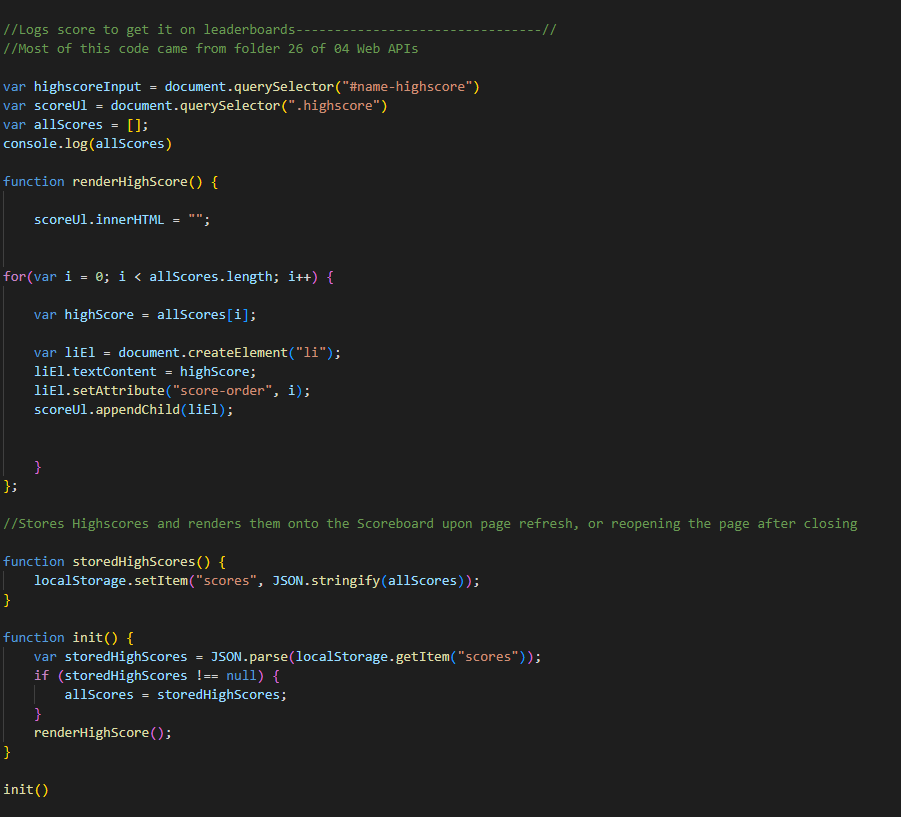 //Logs score to get it on leaderboards--------------------------------//
//Most of this code came from folder 26 of 04 Web APIs
var highscoreInput = document.querySelector("#name-highscore")
var scoreUl = document.querySelector(".highscore")
var allScores = [];
console.log(allScores)
function renderHighScore() {
scoreUl.innerHTML = "";
for(var i = 0; i < allScores.length; i++) {
var highScore = allScores[i];
var liEl = document.createElement("li");
liEl.textContent = highScore;
liEl.setAttribute("score-order", i);
scoreUl.appendChild(liEl);
}
};
//Stores Highscores and renders them onto the Scoreboard upon page refresh, or reopening the page after closing
function storedHighScores() {
localStorage.setItem("scores", JSON.stringify(allScores));
}
function init() {
var storedHighScores = JSON.parse(localStorage.getItem("scores"));
if (storedHighScores !== null) {
allScores = storedHighScores;
}
renderHighScore();
}
init()